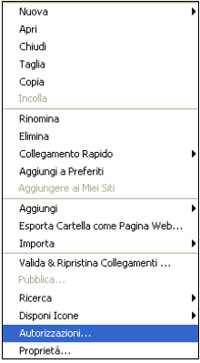 Nuova
Apri
Chiudi
Taglia
Copia
Incolla
Rinomina
Elimina
Collegamento Rapido
Aggiungi a Preferiti
Aggiungere ai Miei Siti
Aggiungi
Esporta Cartella come Pagina Web...
Importa
Valida & Ripristina Collegamenti ...
Pubblica...
Ricerca
Disponi Icone
Autorizzazioni...
Proprietà...